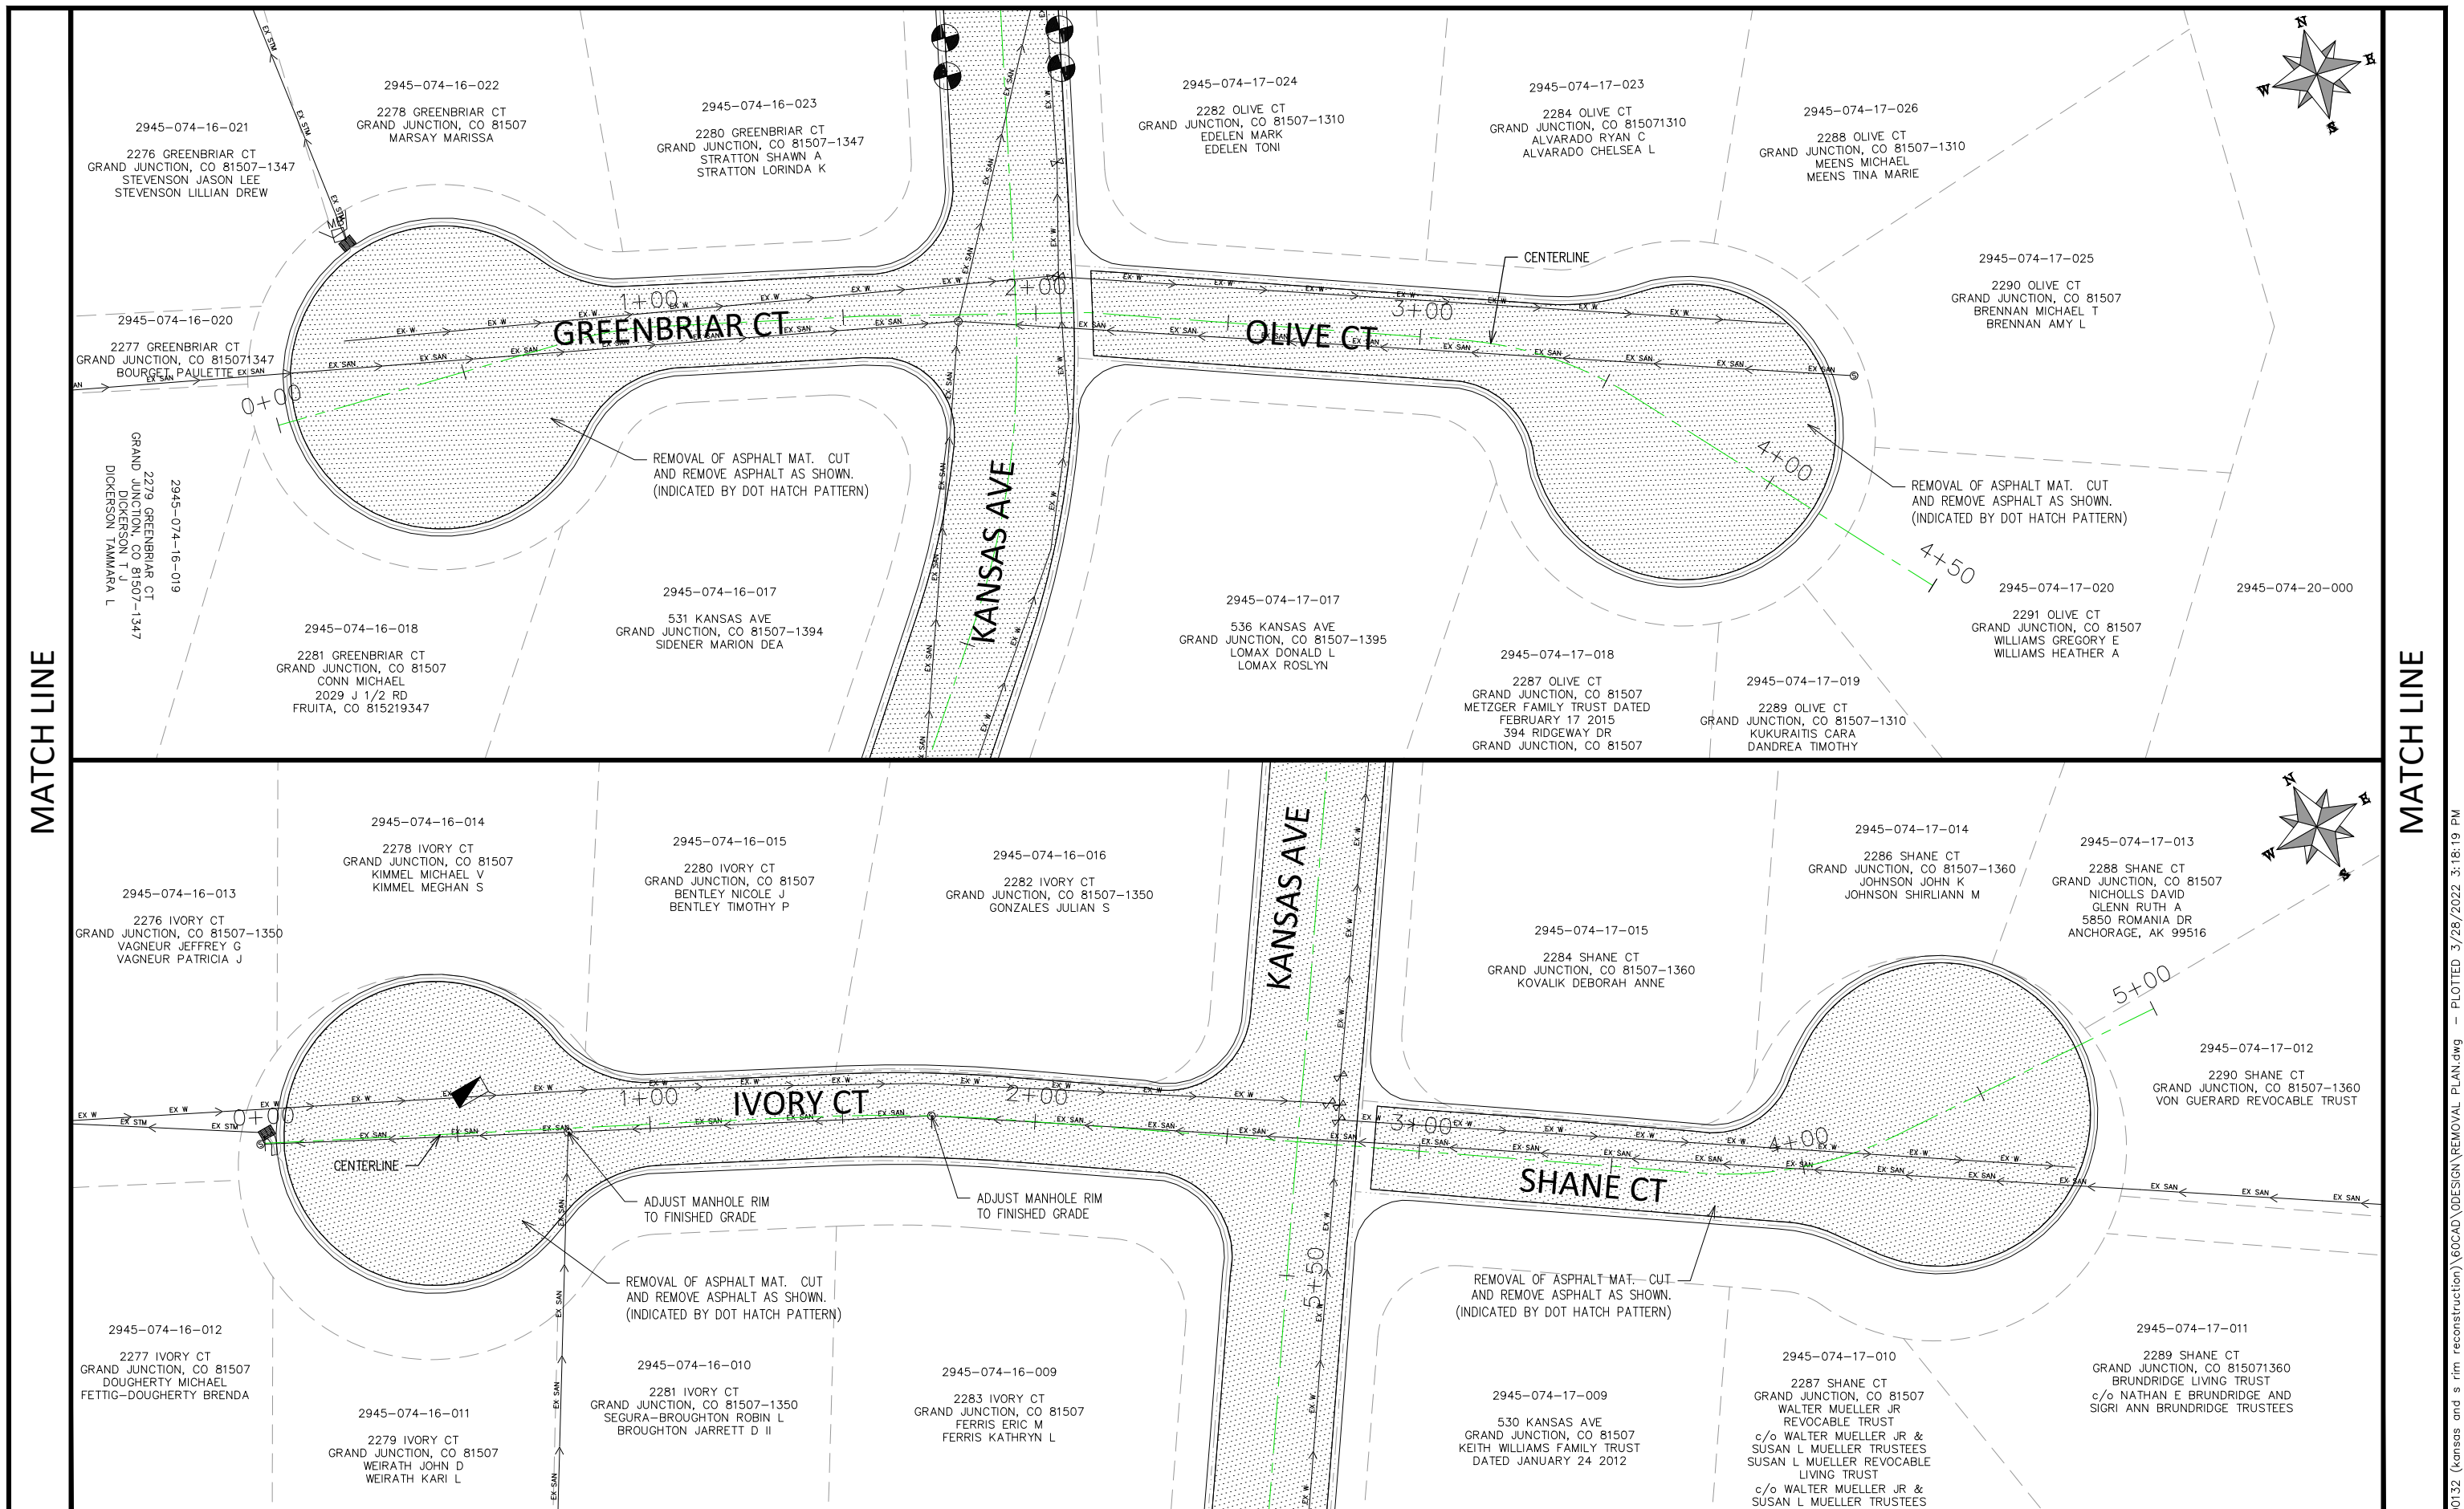 MATCH LINE
MATCH LINE
N
E
W
S
2945-074-16-021
2276 GREENBRIAR CT
GRAND JUNCTION, CO 81507-1347
STEVENSON JASON LEE
STEVENSON LILLIAN DREW
2945-074-16-022
2278 GREENBRIAR CT
GRAND JUNCTION, CO 81507
MARSAY MARISSA
2945-074-16-023
2280 GREENBRIAR CT
GRAND JUNCTION, CO 81507-1347
STRATTON SHAWN A
STRATTON LORINDA K
2945-074-17-024
2282 OLIVE CT
GRAND JUNCTION, CO 81507-1310
EDELEN MARK
EDELEN TONI
2945-074-17-023
2284 OLIVE CT
GRAND JUNCTION, CO 815071310
ALVARADO RYAN C
ALVARADO CHELSEA L
2945-074-17-026
2288 OLIVE CT
GRAND JUNCTION, CO 81507-1310
MEENS MICHAEL
MEENS TINA MARIE
2945-074-17-025
2290 OLIVE CT
GRAND JUNCTION, CO 81507
BRENNAN MICHAEL T
BRENNAN AMY L
CENTERLINE
2945-074-16-020
2277 GREENBRIAR CT
GRAND JUNCTION, CO 815071347
BOURGET PAULETTE
EX STM
EX SAN
EX W
0+00
1+00
2+00
3+00
4+00
4+50
GREENBRIAR CT
OLIVE CT
KANSAS AVE
REMOVAL OF ASPHALT MAT. CUT
AND REMOVE ASPHALT AS SHOWN.
(INDICATED BY DOT HATCH PATTERN)
REMOVAL OF ASPHALT MAT. CUT
AND REMOVE ASPHALT AS SHOWN.
(INDICATED BY DOT HATCH PATTERN)
2945-074-16-019
2279 GREENBRIAR CT
GRAND JUNCTION, CO 81507-1347
DICKERSON T J
DICKERSON TAMMARA L
2945-074-16-018
2281 GREENBRIAR CT
GRAND JUNCTION, CO 81507
CONN MICHAEL
2029 J 1/2 RD
FRUITA, CO 815219347
2945-074-16-017
531 KANSAS AVE
GRAND JUNCTION, CO 81507-1394
SIDENER MARION DEA
2945-074-17-017
536 KANSAS AVE
GRAND JUNCTION, CO 81507-1395
LOMAX DONALD L
LOMAX ROSLYN
2945-074-17-018
2287 OLIVE CT
GRAND JUNCTION, CO 81507
METZGER FAMILY TRUST DATED
FEBRUARY 17 2015
394 RIDGEWAY DR
GRAND JUNCTION, CO 81507
2945-074-17-019
2289 OLIVE CT
GRAND JUNCTION, CO 81507-1310
KUKURAITIS CARA
DANDREA TIMOTHY
2945-074-17-020
2291 OLIVE CT
GRAND JUNCTION, CO 81507
WILLIAMS GREGORY E
WILLIAMS HEATHER A
2945-074-20-000
N
E
W
S
2945-074-16-013
2276 IVORY CT
GRAND JUNCTION, CO 81507-1350
VAGNEUR JEFFREY G
VAGNEUR PATRICIA J
2945-074-16-014
2278 IVORY CT
GRAND JUNCTION, CO 81507
KIMMEL MICHAEL V
KIMMEL MEGHAN S
2945-074-16-015
2280 IVORY CT
GRAND JUNCTION, CO 81507
BENTLEY NICOLE J
BENTLEY TIMOTHY P
2945-074-16-016
2282 IVORY CT
GRAND JUNCTION, CO 81507-1350
GONZALES JULIAN S
KANSAS AVE
2945-074-17-015
2284 SHANE CT
GRAND JUNCTION, CO 81507-1360
KOVALIK DEBORAH ANNE
2945-074-17-014
2286 SHANE CT
GRAND JUNCTION, CO 81507-1360
JOHNSON JOHN K
JOHNSON SHIRLIANN M
2945-074-17-013
2288 SHANE CT
GRAND JUNCTION, CO 81507
NICHOLLS DAVID
GLENN RUTH A
5850 ROMANIA DR
ANCHORAGE, AK 99516
2945-074-17-012
2290 SHANE CT
GRAND JUNCTION, CO 81507-1360
VON GUERARD REVOCABLE TRUST
EX W
EX STM
EX SAN
0+00
1+00
2+00
3+00
4+00
5+00
5+50
IVORY CT
SHANE CT
CENTERLINE
ADJUST MANHOLE RIM
TO FINISHED GRADE
ADJUST MANHOLE RIM
TO FINISHED GRADE
REMOVAL OF ASPHALT MAT. CUT
AND REMOVE ASPHALT AS SHOWN.
(INDICATED BY DOT HATCH PATTERN)
REMOVAL OF ASPHALT MAT. CUT
AND REMOVE ASPHALT AS SHOWN.
(INDICATED BY DOT HATCH PATTERN)
2945-074-16-012
2277 IVORY CT
GRAND JUNCTION, CO 81507
DOUGHERTY MICHAEL
FETTIG-DOUGHERTY BRENDA
2945-074-16-011
2279 IVORY CT
GRAND JUNCTION, CO 81507
WEIRATH JOHN D
WEIRATH KARI L
2945-074-16-010
2281 IVORY CT
GRAND JUNCTION, CO 81507-1350
SEGURA-BROUGHTON ROBIN L
BROUGHTON JARRETT D II
2945-074-16-009
2283 IVORY CT
GRAND JUNCTION, CO 81507
FERRIS ERIC M
FERRIS KATHRYN L
2945-074-17-009
530 KANSAS AVE
GRAND JUNCTION, CO 81507
KEITH WILLIAMS FAMILY TRUST
DATED JANUARY 24 2012
2945-074-17-010
2287 SHANE CT
GRAND JUNCTION, CO 81507
WALTER MUELLER JR
REVOCABLE TRUST
c/o WALTER MUELLER JR &
SUSAN L MUELLER TRUSTEES
SUSAN L MUELLER REVOCABLE
LIVING TRUST
c/o WALTER MUELLER JR &
SUSAN L MUELLER TRUSTEES
2945-074-17-011
2289 SHANE CT
GRAND JUNCTION, CO 815071360
BRUNDRIDGE LIVING TRUST
c/o NATHAN E BRUNDRIDGE AND
SIGRI ANN BRUNDRIDGE TRUSTEES
0132 (kansas and s rim reconstruction)\60CAD\0DESIGN\REMOVAL PLAN.dwg - PLOTTED 3/28/2022 3:18:19 PM